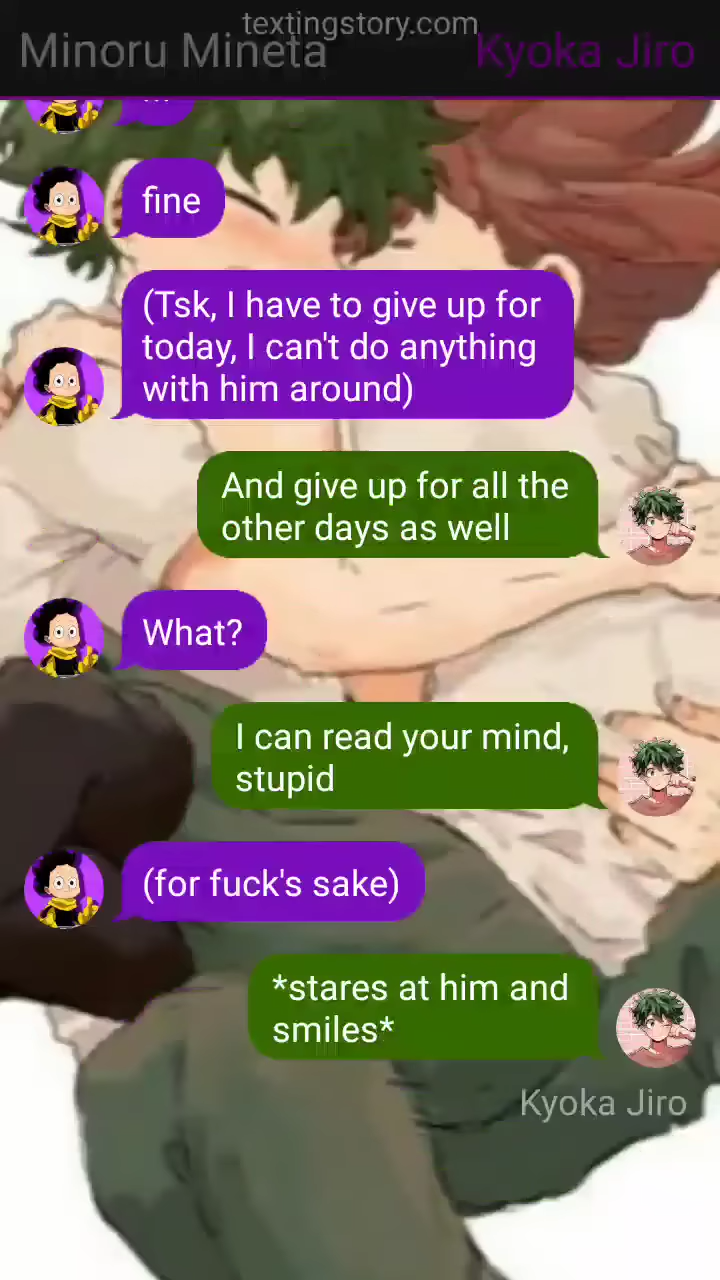 textingstory.com
Minoru Mineta
Kyoka Jiro
...
fine
(Tsk, I have to give up for
today, I can't do anything
with him around)
And give up for all the
other days as well
What?
I can read your mind,
stupid
(for fuck's sake)
*stares at him and
smiles*
Kyoka Jiro